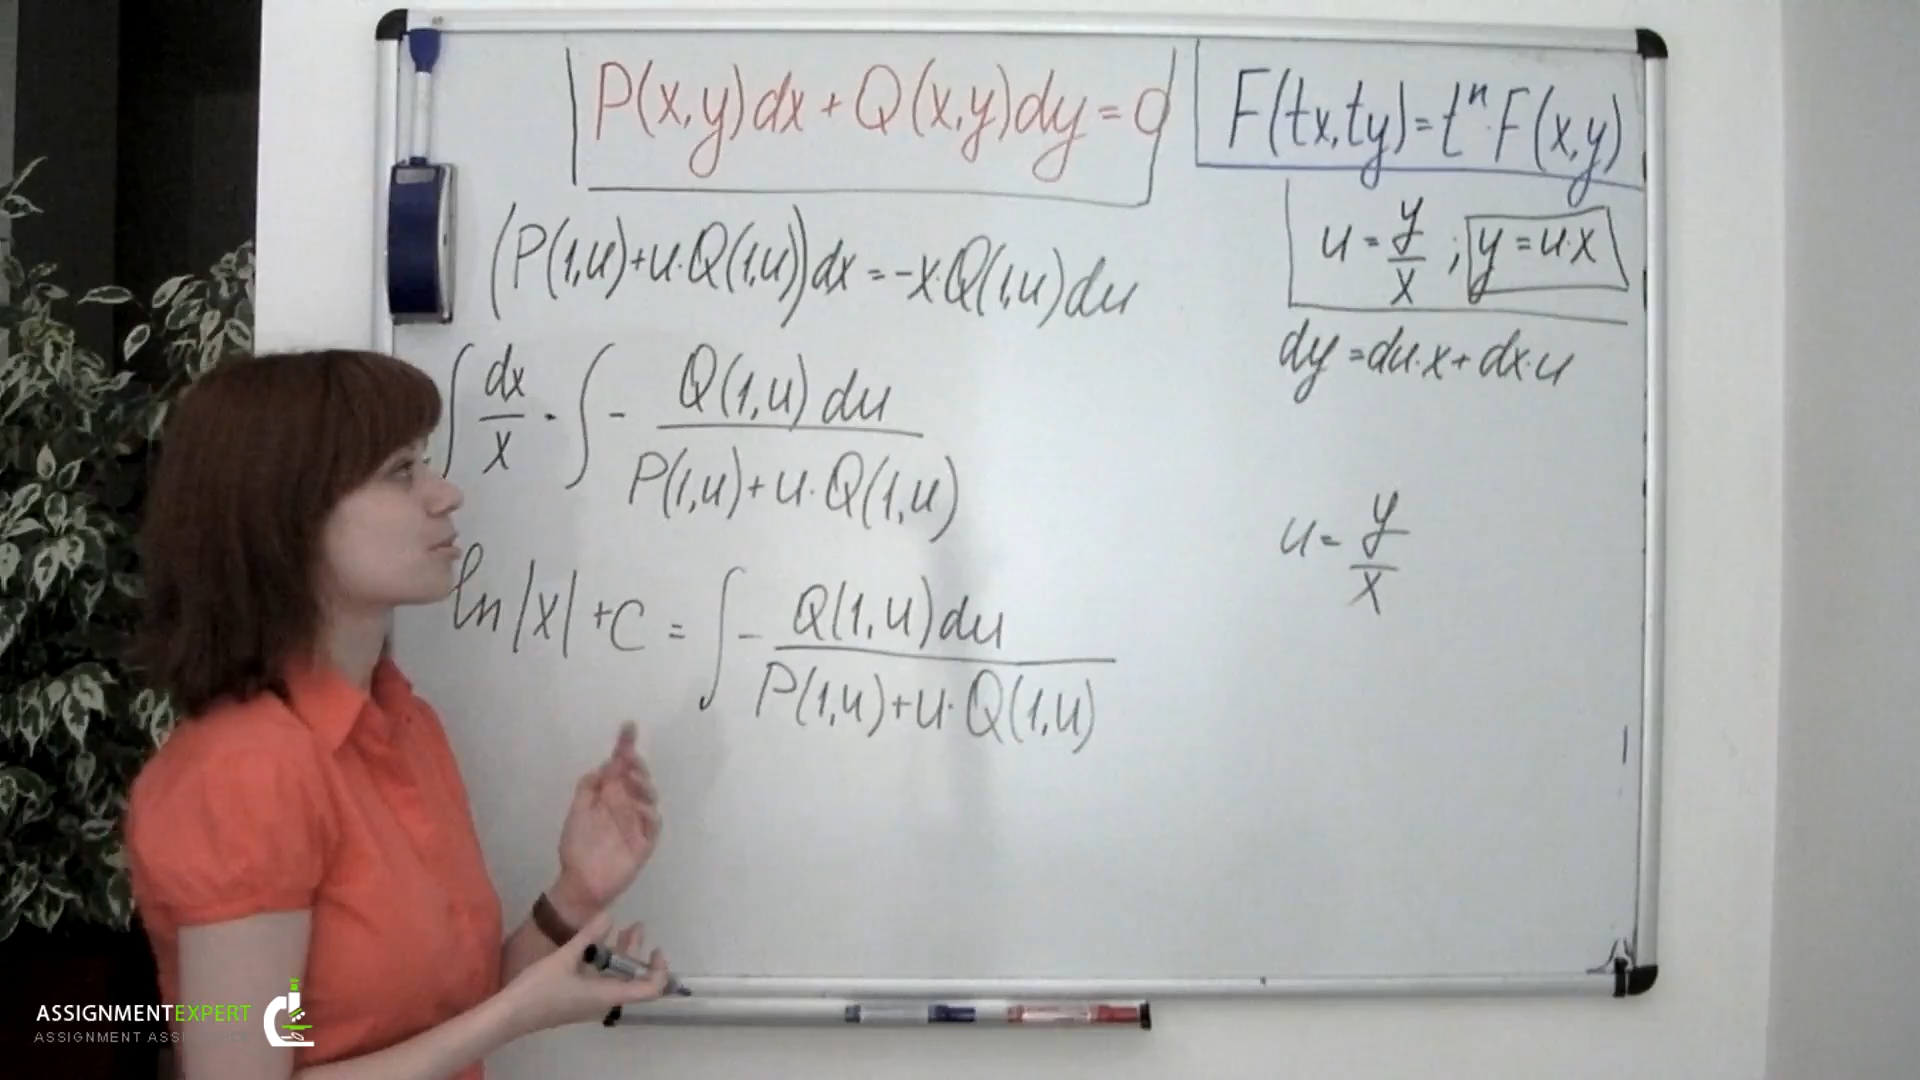 P(x,y)dx + Q(x,y)dy = 0
F(tx,ty) = tⁿ·F(x,y)
(P(1,u)+u·Q(1,u))dx = -x·Q(1,u)du
u = y/x ; y = u·x
dy = du·x + dx·u
∫ dx/x = ∫ - Q(1,u) du / P(1,u) + u·Q(1,u)
u = y/x
ln|x| + C = ∫ - Q(1,u) du / P(1,u) + u·Q(1,u)
ASSIGNMENTEXPERT